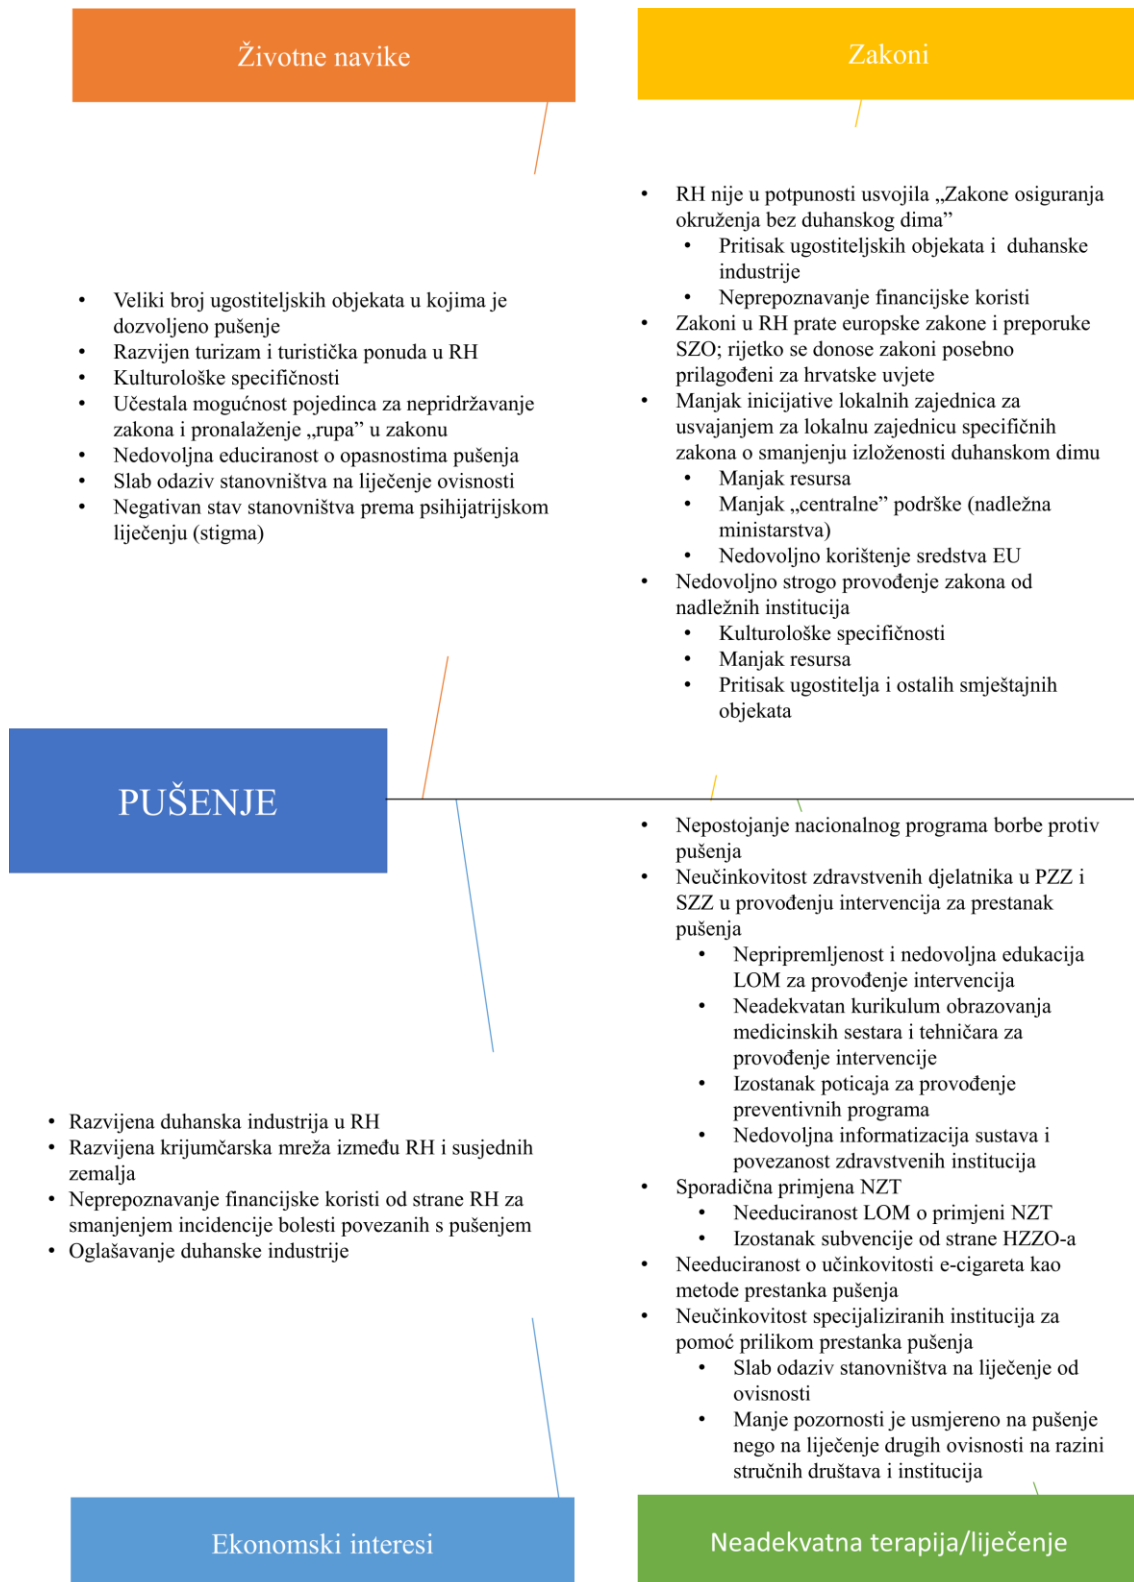 Životne navike
Veliki broj ugostiteljskih objekata u kojima je
dozvoljeno pušenje
Razvijen turizam i turistička ponuda u RH
Kulturološke specifičnosti
Učestala mogućnost pojedinca za nepridržavanje
zakona i pronalaženje „rupa” u zakonu
Nedovoljna educiranost o opasnostima pušenja
Slab odaziv stanovništva na liječenje ovisnosti
Negativan stav stanovništva prema psihijatrijskom
liječenju (stigma)
Zakoni
RH nije u potpunosti usvojila „Zakone osiguranja
okruženja bez duhanskog dima”
Pritisak ugostiteljskih objekata i duhanske
industrije
Neprepoznavanje financijske koristi
Zakoni u RH prate europske zakone i preporuke
SZO; rijetko se donose zakoni posebno
prilagođeni za hrvatske uvjete
Manjak inicijative lokalnih zajednica za
usvajanjem za lokalnu zajednicu specifičnih
zakona o smanjenju izloženosti duhanskom dimu
Manjak resursa
Manjak „centralne” podrške (nadležna
ministarstva)
Nedovoljno korištenje sredstva EU
Nedovoljno strogo provođenje zakona od
nadležnih institucija
Kulturološke specifičnosti
Manjak resursa
Pritisak ugostitelja i ostalih smještajnih
objekata
PUŠENJE
Razvijena duhanska industrija u RH
Razvijena krijumčarska mreža između RH i susjednih
zemalja
Neprepoznavanje financijske koristi od strane RH za
smanjenjem incidencije bolesti povezanih s pušenjem
Oglašavanje duhanske industrije
Ekonomski interesi
Nepostojanje nacionalnog programa borbe protiv
pušenja
Neučinkovitost zdravstvenih djelatnika u PZZ i
SZZ u provođenju intervencija za prestanak
pušenja
Nepripremljenost i nedovoljna edukacija
LOM za provođenje intervencija
Neadekvatan kurikulum obrazovanja
medicinskih sestara i tehničara za
provođenje intervencije
Izostanak poticaja za provođenje
preventivnih programa
Nedovoljna informatizacija sustava i
povezanost zdravstvenih institucija
Sporadična primjena NZT
Needuciranost LOM o primjeni NZT
Izostanak subvencije od strane HZZO-a
Needuciranost o učinkovitosti e-cigareta kao
metode prestanka pušenja
Neučinkovitost specijaliziranih institucija za
pomoć prilikom prestanka pušenja
Slab odaziv stanovništva na liječenje od
ovisnosti
Manje pozornosti je usmjereno na pušenje
nego na liječenje drugih ovisnosti na razini
stručnih društava i institucija
Neadekvatna terapija/liječenje